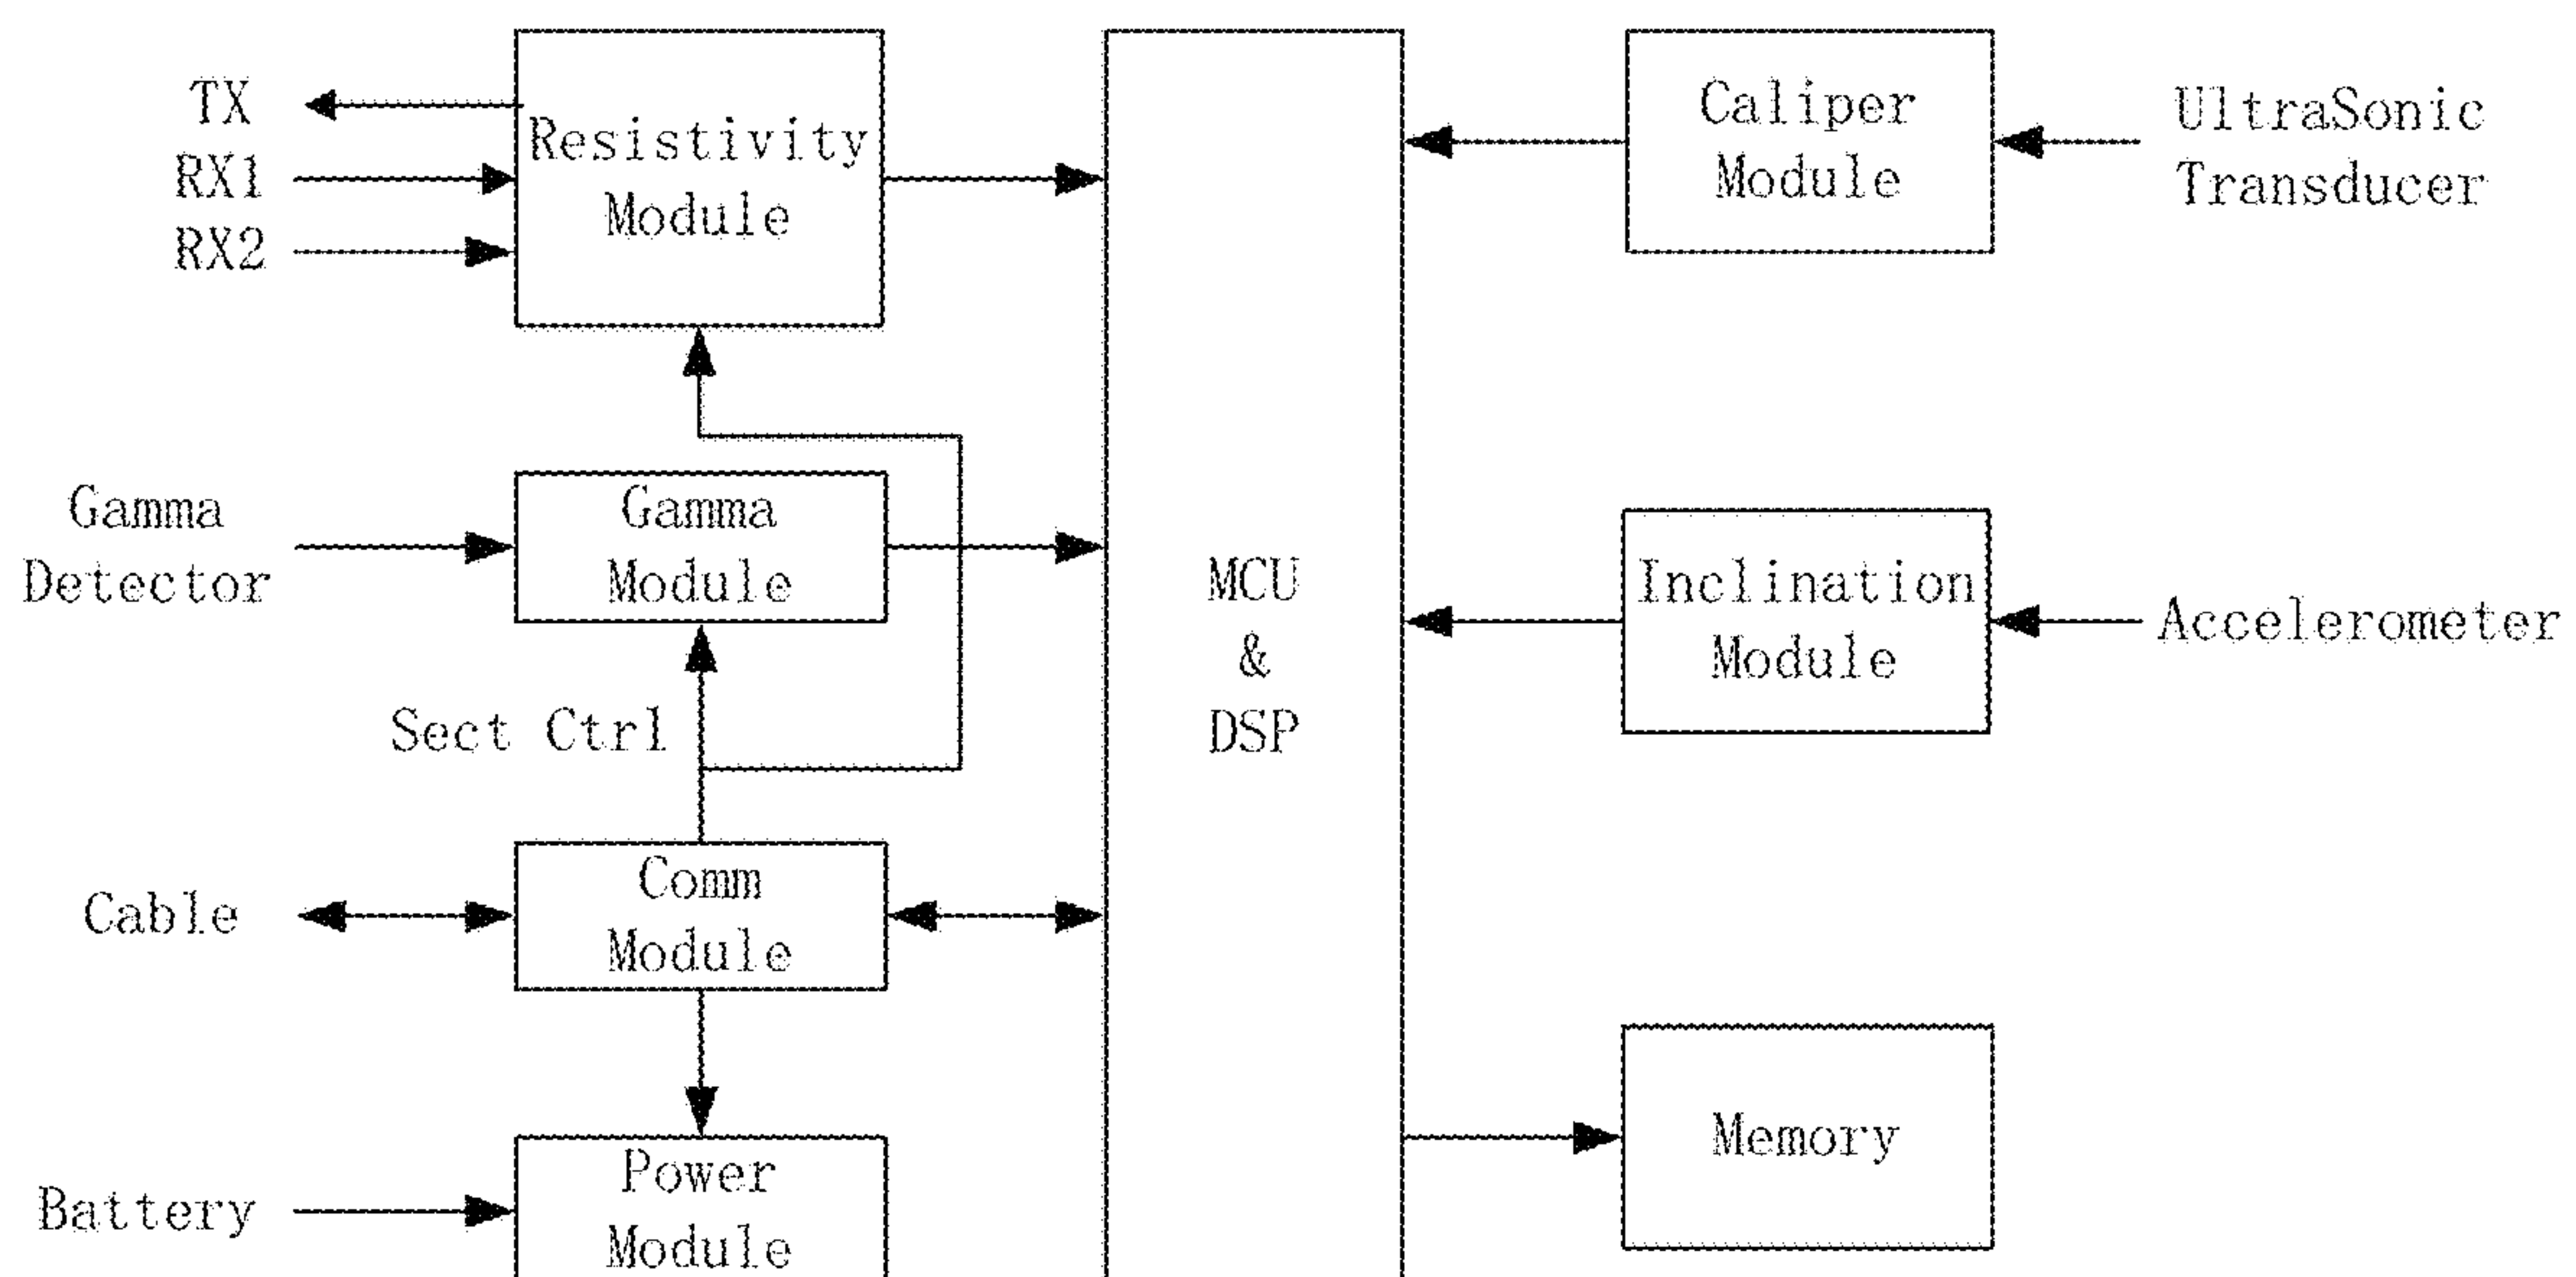 TX
RX1
RX2
Resistivity
Module
Gamma
Detector
Gamma
Module
Sect Ctrl
Cable
Comm
Module
Battery
Power
Module
MCU
&
DSP
Caliper
Module
UltraSonic
Transducer
Inclination
Module
Accelerometer
Memory